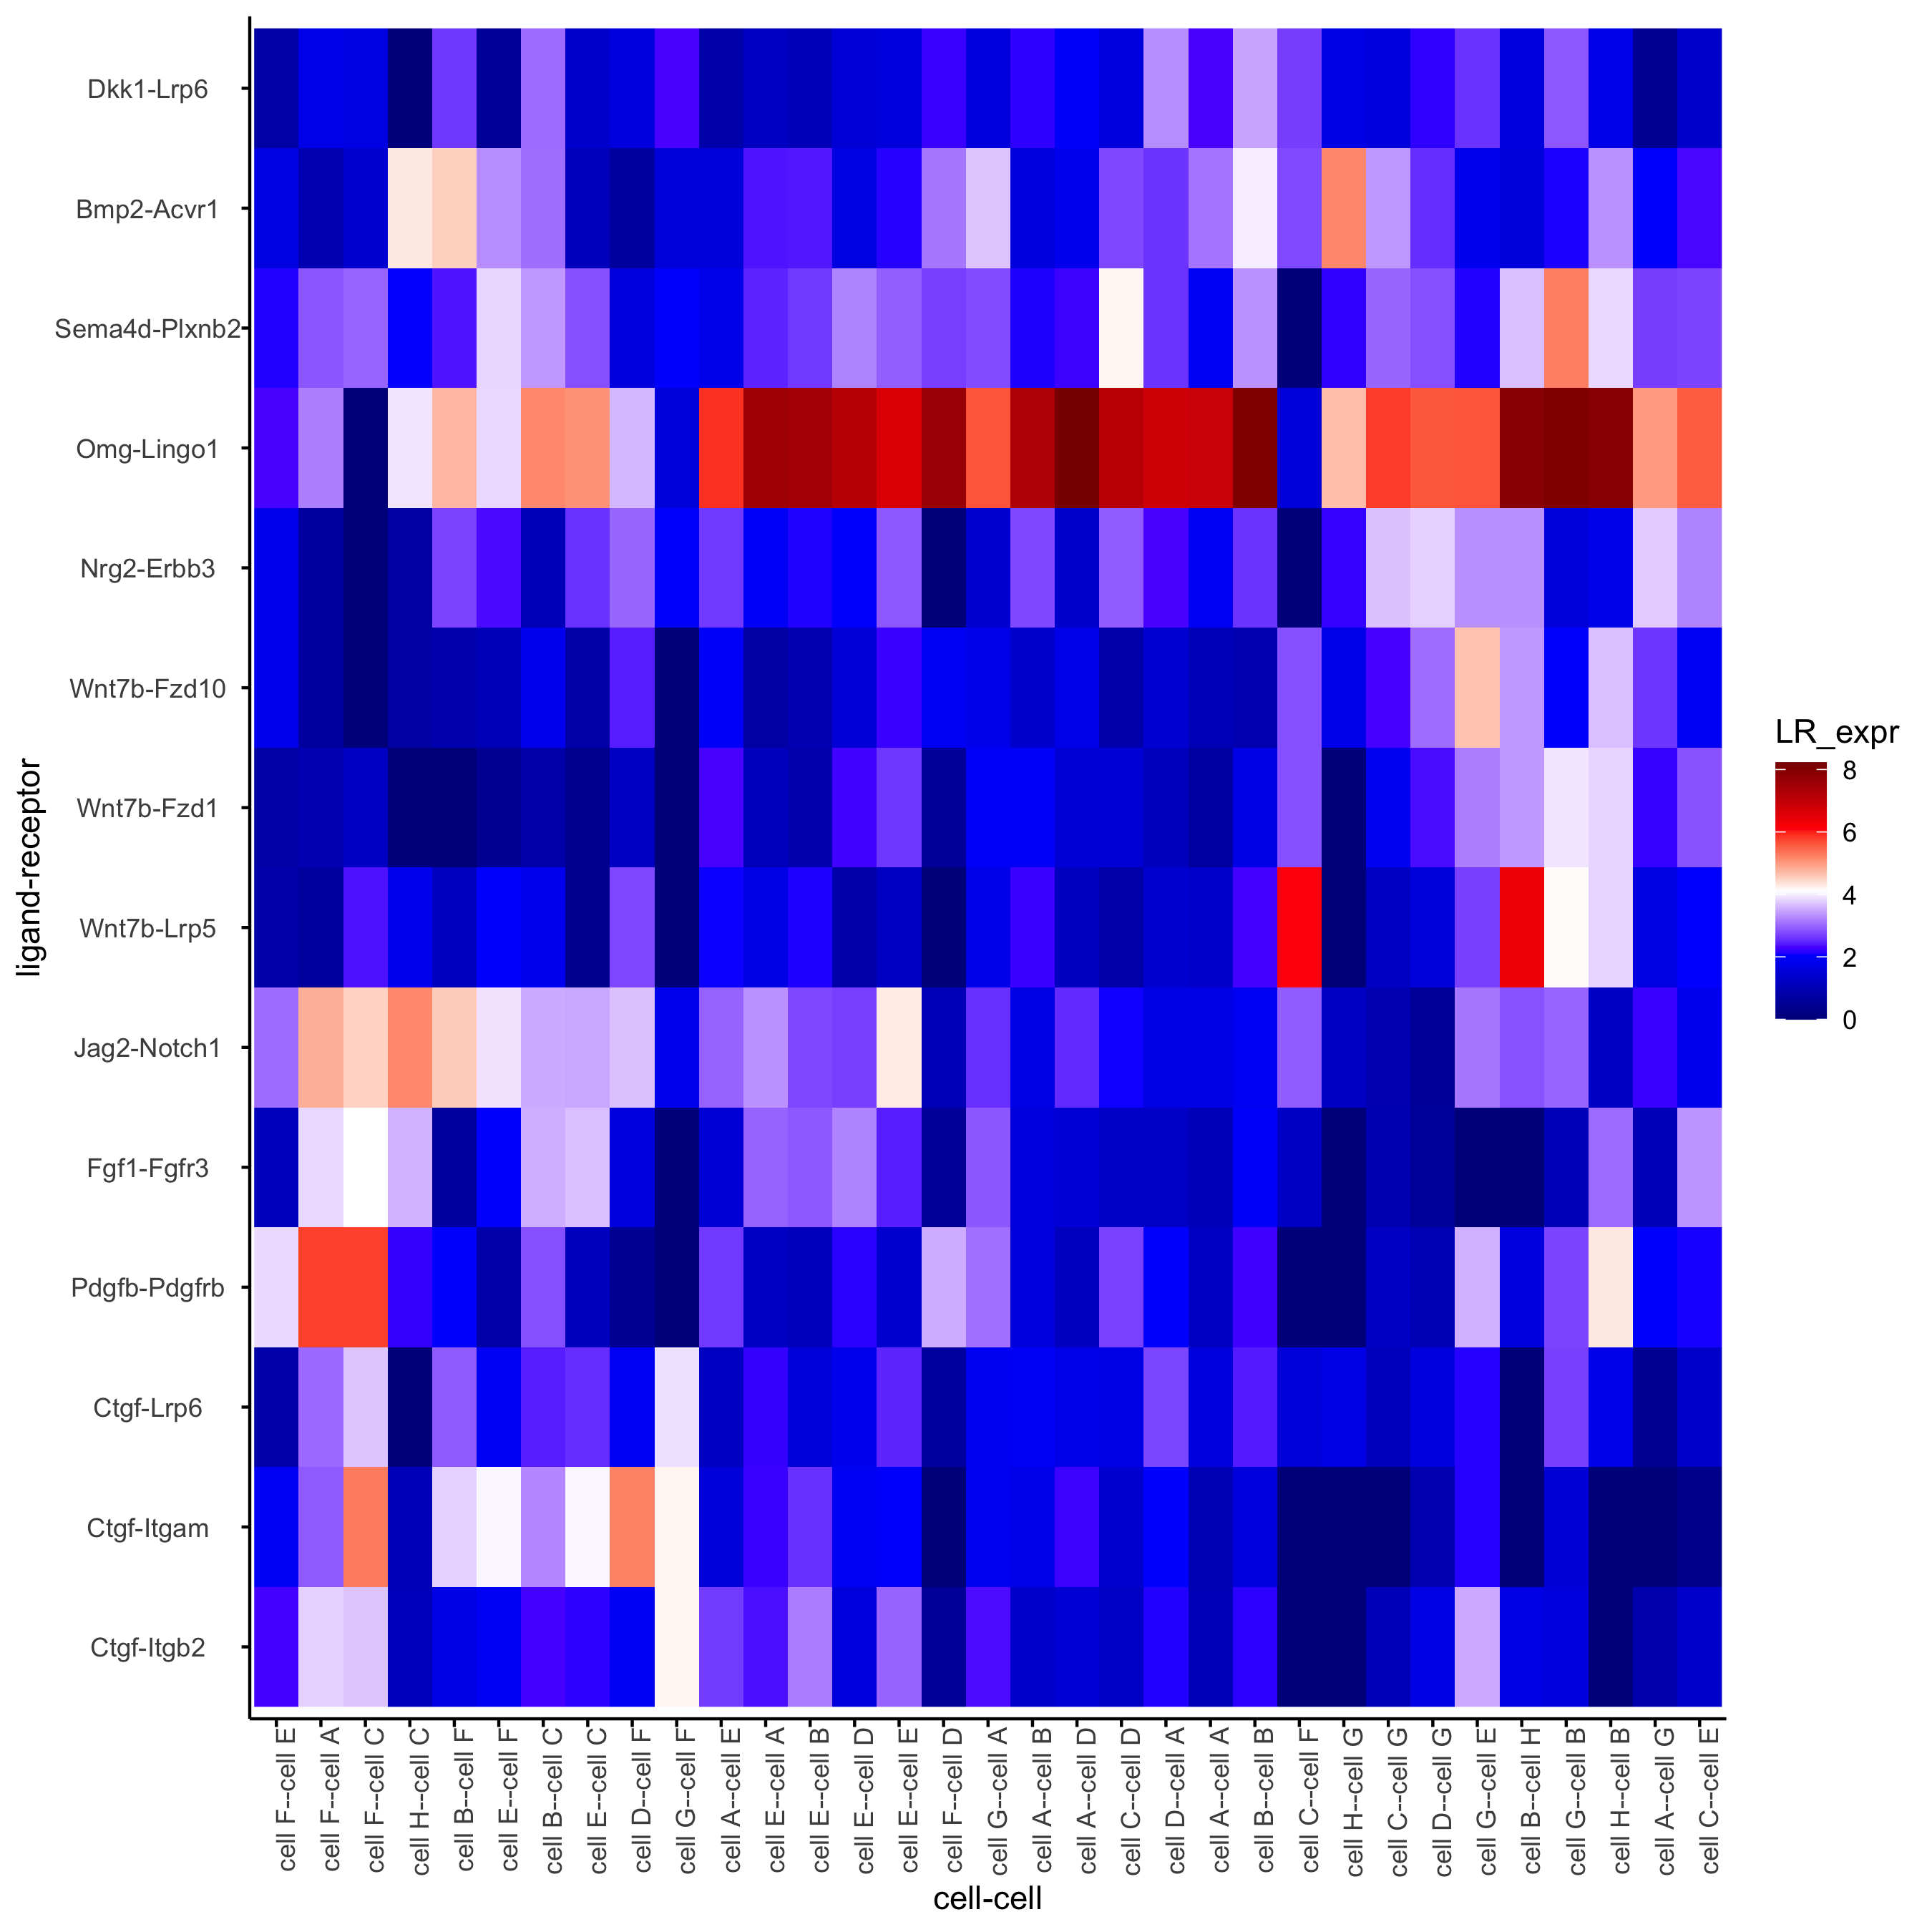 Dkk1-Lrp6
Bmp2-Acvr1
Sema4d-Plxnb2
Omg-Lingo1
Nrg2-Erbb3
Wnt7b-Fzd10
Wnt7b-Fzd1
Wnt7b-Lrp5
Jag2-Notch1
Fgf1-Fgfr3
Pdgfb-Pdgfrb
Ctgf-Lrp6
Ctgf-Itgam
Ctgf-Itgb2
ligand-receptor
cell F--cell E
cell F--cell A
cell F--cell C
cell H--cell C
cell B--cell F
cell E--cell F
cell B--cell C
cell E--cell C
cell D--cell F
cell G--cell F
cell A--cell E
cell E--cell A
cell E--cell B
cell E--cell D
cell E--cell E
cell F--cell D
cell G--cell A
cell A--cell B
cell A--cell D
cell C--cell D
cell D--cell A
cell A--cell A
cell B--cell B
cell C--cell F
cell H--cell G
cell C--cell G
cell D--cell G
cell G--cell E
cell B--cell H
cell G--cell B
cell H--cell B
cell A--cell G
cell C--cell E
cell-cell
LR_expr
8
6
4
2
0